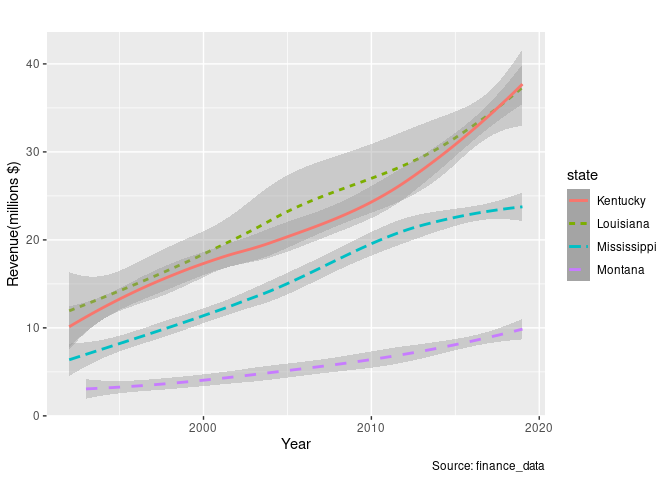 40
30
20
10
0
Revenue(millions $)
2000
2010
2020
Year
state
Kentucky
Louisiana
Mississippi
Montana
Source: finance_data